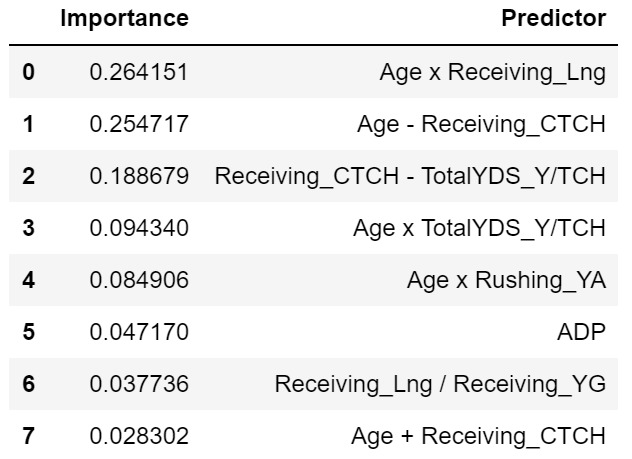 Importance Predictor
0 0.264151 Age x Receiving_Lng
1 0.254717 Age - Receiving_CTCH
2 0.188679 Receiving_CTCH - TotalYDS_Y/TCH
3 0.094340 Age x TotalYDS_Y/TCH
4 0.084906 Age x Rushing_YA
5 0.047170 ADP
6 0.037736 Receiving_Lng / Receiving_YG
7 0.028302 Age + Receiving_CTCH